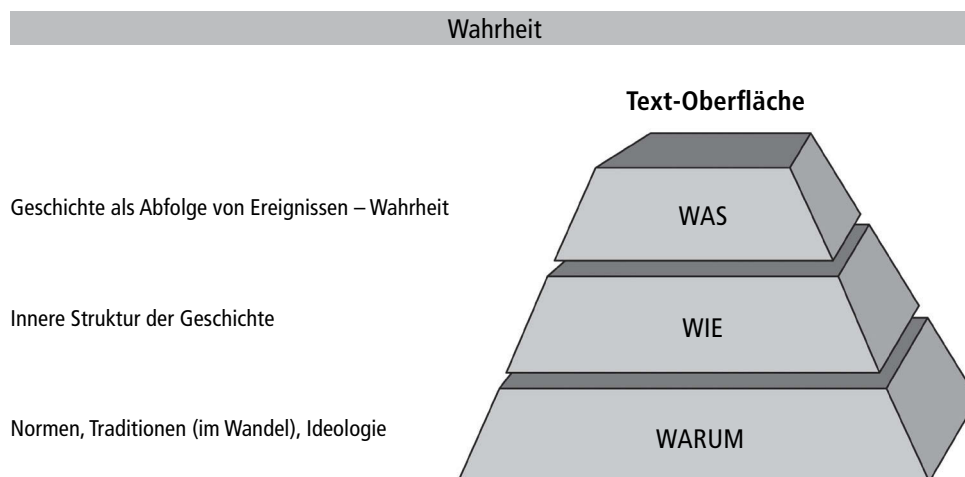 Wahrheit
Text-Oberfläche
Geschichte als Abfolge von Ereignissen – Wahrheit
WAS
Innere Struktur der Geschichte
WIE
Normen, Traditionen (im Wandel), Ideologie
WARUM